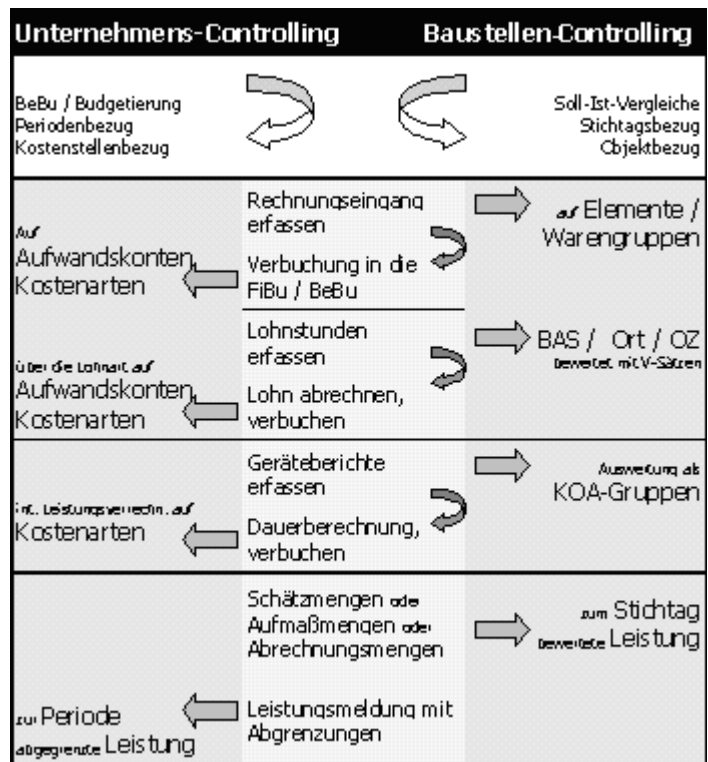 Unternehmens-Controlling
Baustellen-Controlling
BeBu / Budgetierung
Periodenbezug
Kostenstellenbezug
Soll-Ist-Vergleiche
Stichtagsbezug
Objektbezug
Rechnungseingang
erfassen
Verbuchung in die
FiBu / BeBu
auf Elemente /
Warengruppen
Auf
Aufwandskonten
Kostenarten
Lohnstunden
erfassen
Lohn abrechnen,
verbuchen
BAS / Ort / OZ
bewertet mit V-Sätzen
über die Lohnart auf
Aufwandskonten
Kostenarten
Geräteberichte
erfassen
Dauerberechnung,
verbuchen
Auswertung als
KOA-Gruppen
int. Leistungsverrechn. auf
Kostenarten
Schätzmengen oder
Aufmaßmengen oder
Abrechnungsmengen
zum Stichtag
bewertete Leistung
Leistungsmeldung mit
Abgrenzungen
zur Periode
abgegrenzte Leistung